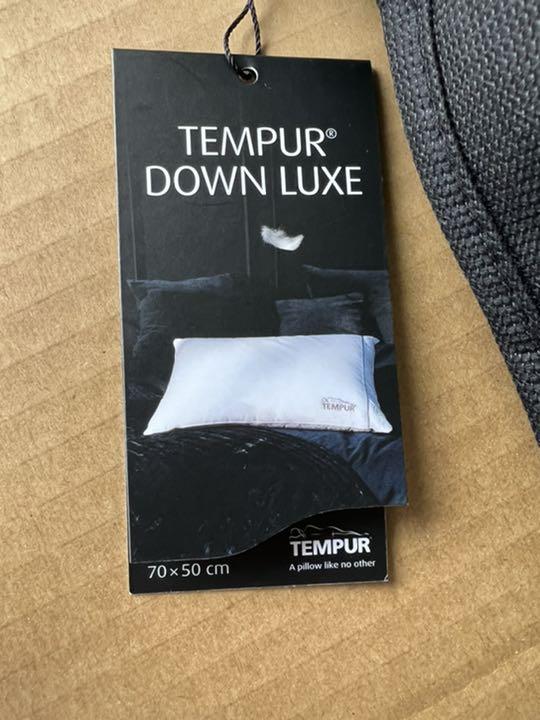 TEMPUR®
DOWN LUXE
TEMPUR
TEMPUR
70 × 50 cm
A pillow like no other